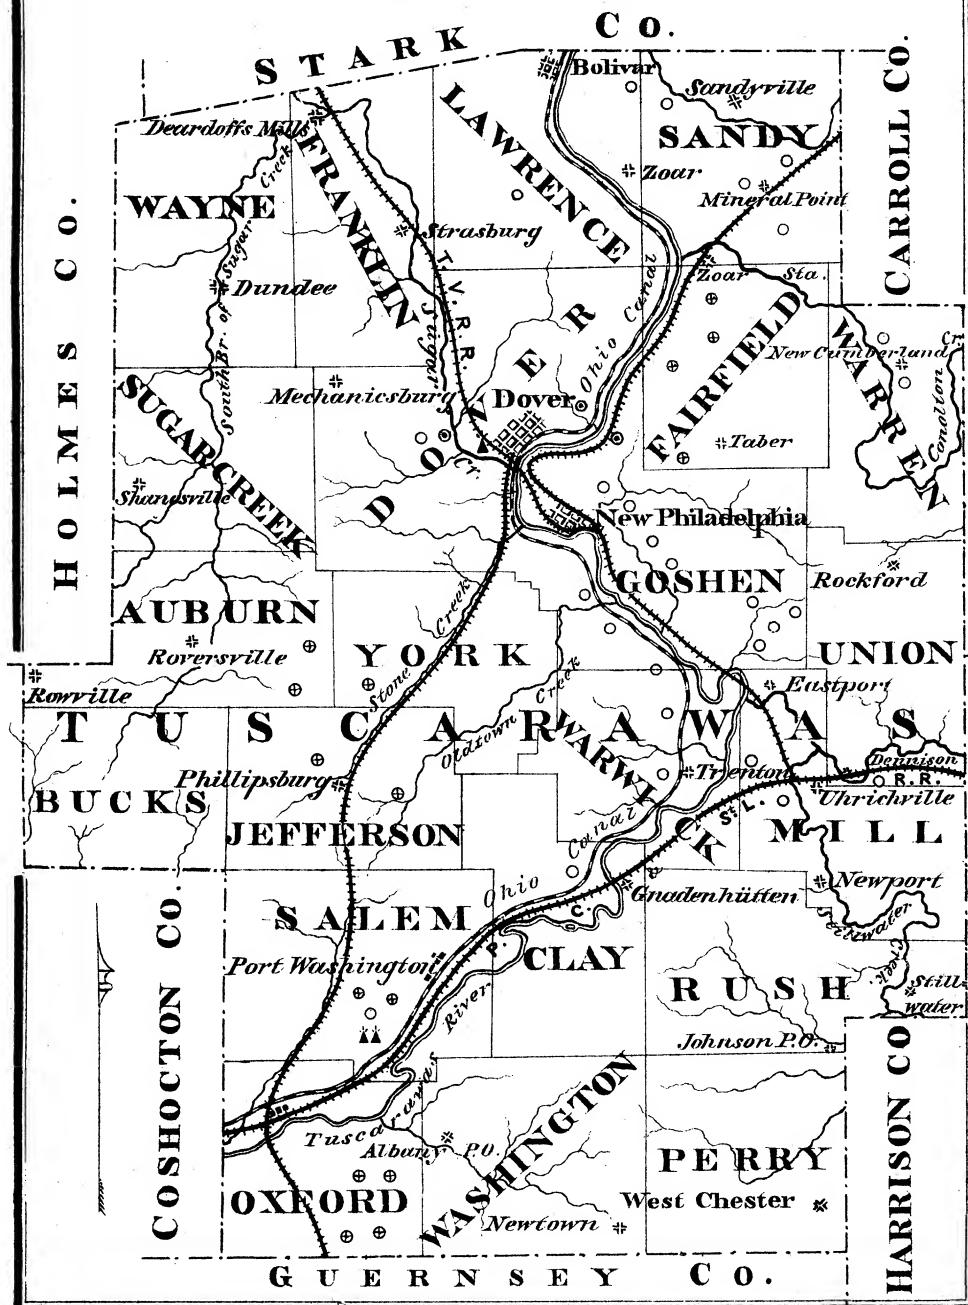 STARK CO.
HOLMES CO.
CARROLL CO.
COSHOCTON CO.
HARRISON CO
GUERNSEY CO.
TUSCARAWAS
Bolivar
Sandyville
SANDY
LAWRENCE
Deardoffs Mills
FRANKLIN
WAYNE
South Br. of Sugar Creek
Zoar
Mineral Point
Strasburg
Dundee
T. V. R. R.
Sugar Cr.
Zoar Sta.
Ohio Canal
DOVER
FAIRFIELD
WARREN
New Cumberland
Conolton Cr.
SUGARCREEK
Mechanicsburg
Dover
Taber
Shanesville
New Philadelphia
GOSHEN
Rockford
AUBURN
Roversville
YORK
Stone Creek
Oldtown Creek
UNION
Eastport
Rowville
WARWICK
Trenton
Dennison
R. R.
Uhrichville
Phillipsburg
BUCKS
JEFFERSON
MILL
Ohio Canal
P. C. & St. L.
Gnadenhütten
Newport
Stillwater Creek
SALEM
CLAY
Port Washington
RUSH
Still-
water
Johnson P.O.
Tuscarawas River
Albany P.O.
WASHINGTON
PERRY
OXFORD
West Chester
Newtown